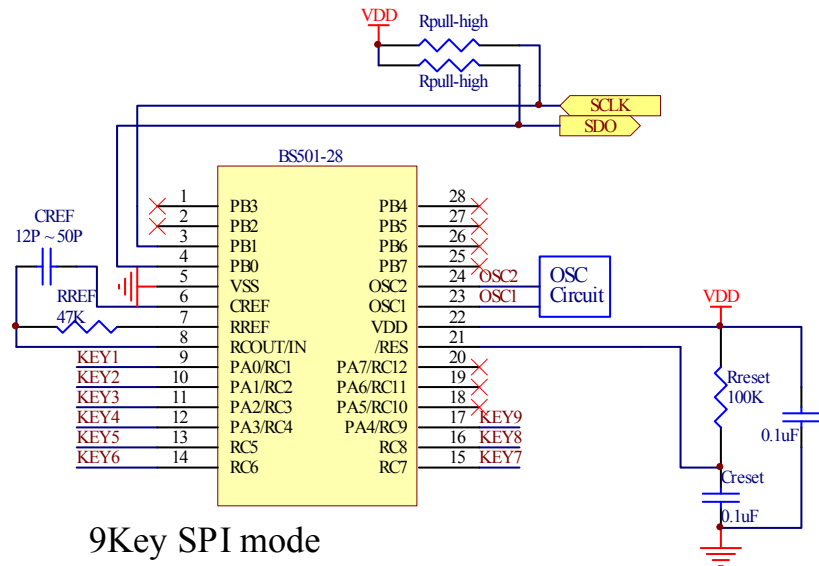 VDD
Rpull-high
Rpull-high
SCLK
SDO
BS501-28
CREF
12P ~ 50P
RREF
47K
1 PB3
2 PB2
3 PB1
4 PB0
5 VSS
6 CREF
7 RREF
8 RCOUT/IN
KEY1 9 PA0/RC1
KEY2 10 PA1/RC2
KEY3 11 PA2/RC3
KEY4 12 PA3/RC4
KEY5 13 RC5
KEY6 14 RC6
PB4 28
PB5 27
PB6 26
PB7 25
OSC2 24 OSC2
OSC1 23 OSC1
VDD 22
/RES 21
PA7/RC12 20
PA6/RC11 19
PA5/RC10 18
PA4/RC9 17 KEY9
RC8 16 KEY8
RC7 15 KEY7
OSC
Circuit
VDD
Rreset
100K
0.1uF
Creset
0.1uF
9Key SPI mode